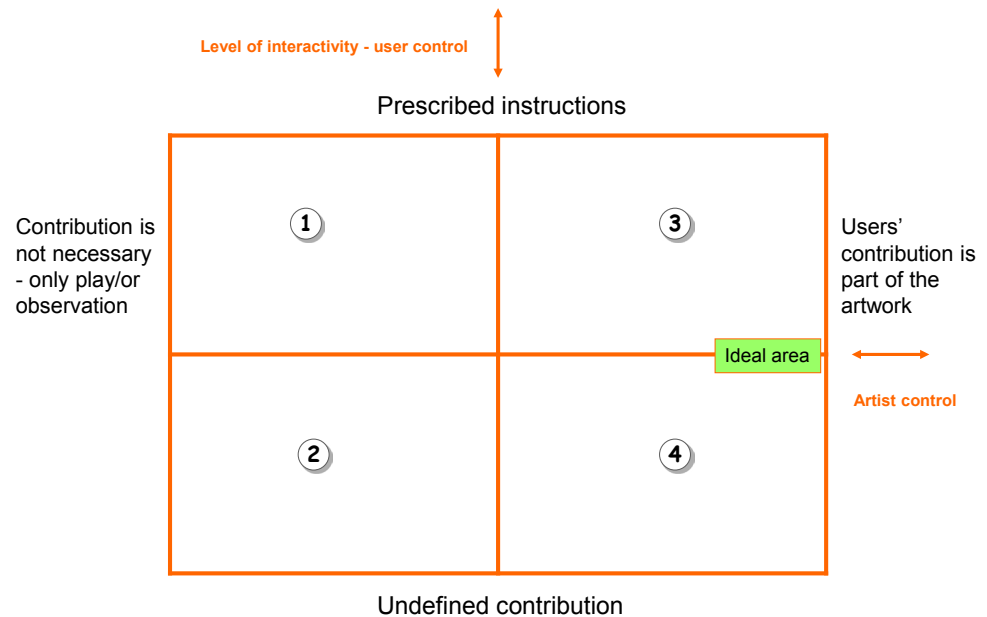 Level of interactivity - user control
Prescribed instructions
Contribution is
not necessary
- only play/or
observation
1
3
Users’
contribution is
part of the
artwork
Ideal area
Artist control
2
4
Undefined contribution